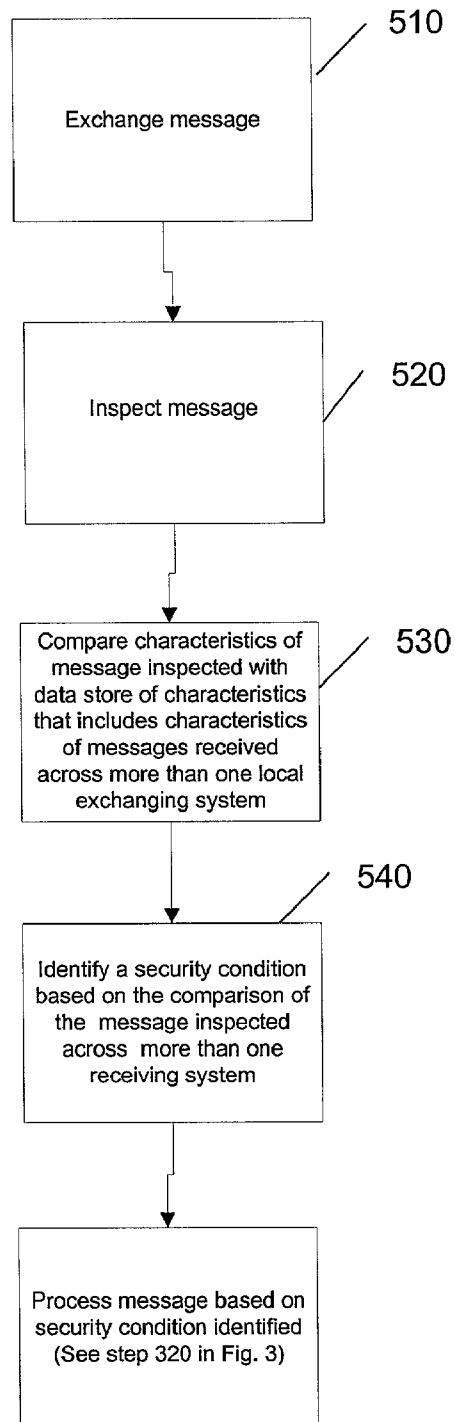 510
Exchange message
520
Inspect message
530
Compare characteristics of
message inspected with
data store of characteristics
that includes characteristics
of messages received
across more than one local
exchanging system
540
Identify a security condition
based on the comparison of
the message inspected
across more than one
receiving system
Process message based on
security condition identified
(See step 320 in Fig. 3)